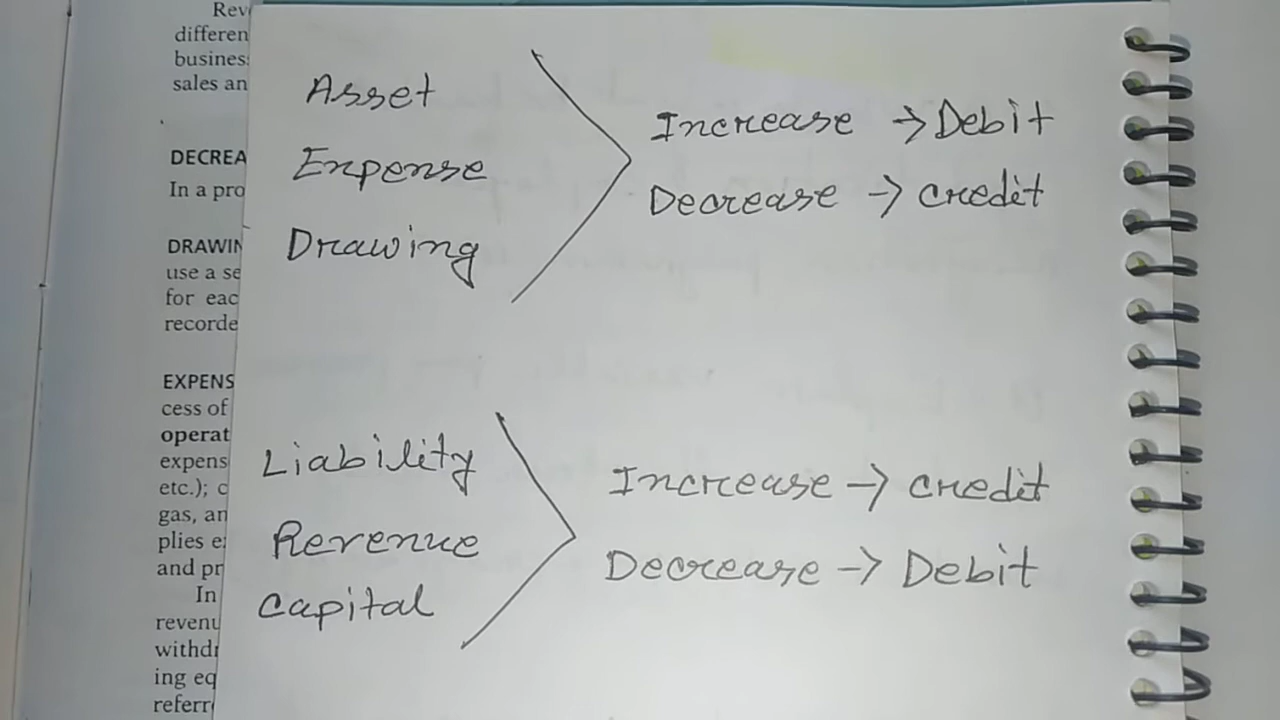 Rev
differen
business
sales an
DECREA
In a pro
DRAWIN
use a se
for eac
recorde
EXPENS
cess of
operat
expens
etc.); c
gas, an
plies e
and pr
In
revenu
withdr
ing eq
referr
Asset
Expense
Drawing
Increase → Debit
Decrease → credit
Liability
Revenue
capital
Increase → credit
Decrease → Debit